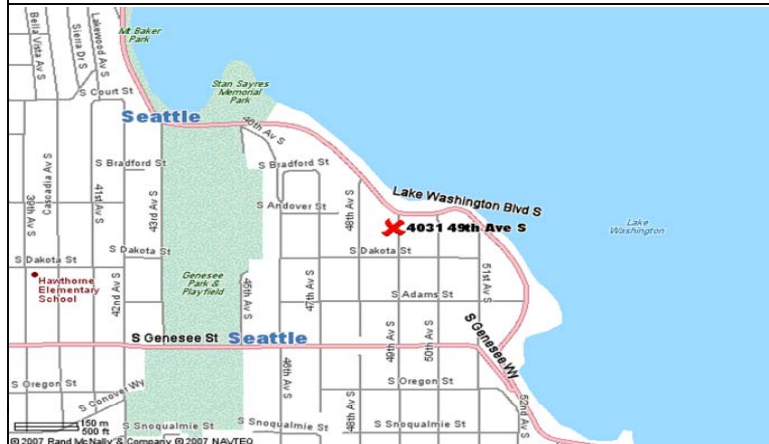 Mt Baker
Park
Bella Vista Av S
Sierra Dr S
Lakewood Av S
S Court St
Stan Sayres
Memorial
Park
Seattle
46th Av S
S Bradford St
S Bradford St
Cascadia Av S
39th Av S
41st Av S
43rd Av S
Lake Washington Blvd S
S Andover St
48th Av S
4031 49th Ave S
Lake
Washington
S Dakota St
S Dakota St
S Dakota St
Hawthorne
Elementary
School
42nd Av S
Genesee
Park &
Playfield
45th Av S
47th Av S
51st Av S
S Adams St
S Genesee St
Seattle
49th Av S
50th Av S
S Genesee Wy
46th Av S
S Oregon St
S Oregon St
S Conover Wy
48th Av S
52nd Av S
150 m
500 ft
S Snoqualmie St
S Snoqualmie St
S Snoqualmie St
© 2007 Rand McNally & Company © 2007 NAVTEQ